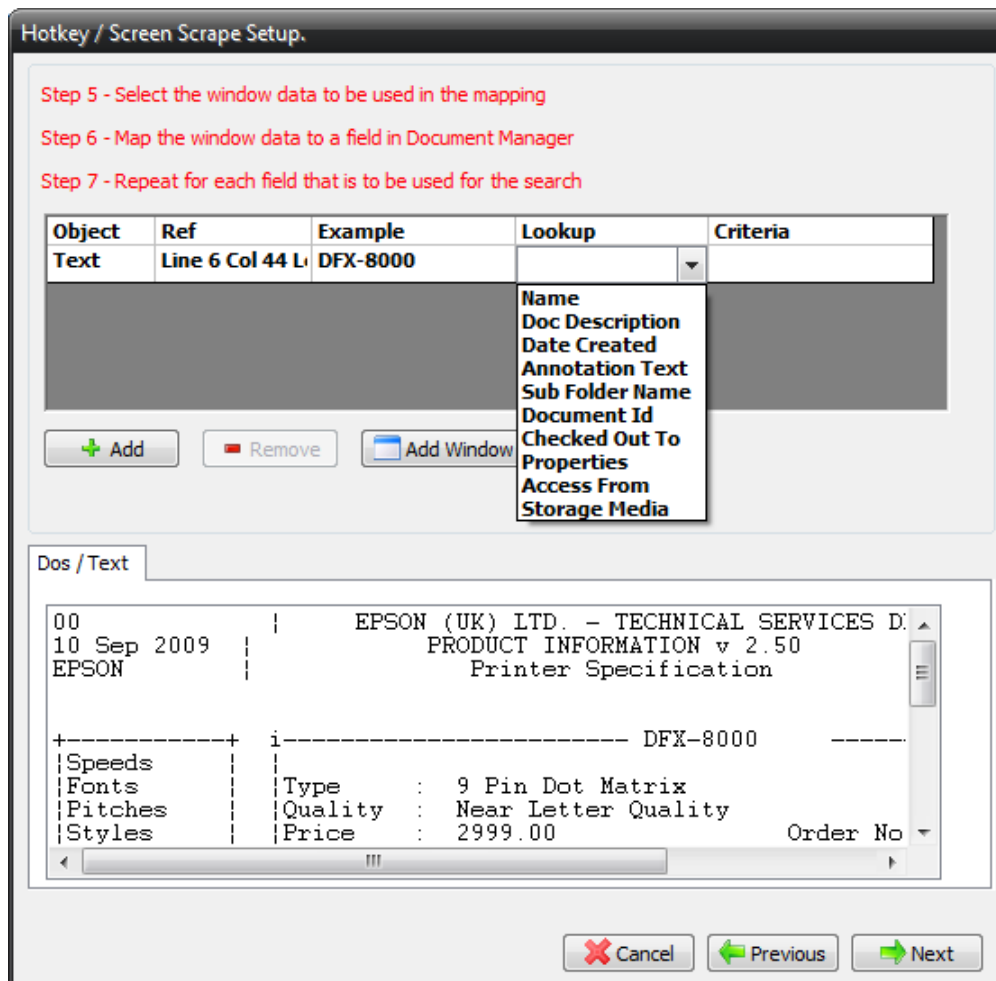 Hotkey / Screen Scrape Setup.
Step 5 - Select the window data to be used in the mapping
Step 6 - Map the window data to a field in Document Manager
Step 7 - Repeat for each field that is to be used for the search
Object Ref Example Lookup Criteria
Text Line 6 Col 44 DFX-8000
Name
Doc Description
Date Created
Annotation Text
Sub Folder Name
Document Id
Checked Out To
Properties
Access From
Storage Media
Add Remove Add Window
Dos / Text
00 | EPSON (UK) LTD. - TECHNICAL SERVICES
10 Sep 2009 | PRODUCT INFORMATION v 2.50
EPSON | Printer Specification
+-----------+ i------------------------ DFX-8000 -----
|Speeds | |
|Fonts | |Type : 9 Pin Dot Matrix
|Pitches | |Quality : Near Letter Quality
|Styles | |Price : 2999.00 Order No
Cancel Previous Next